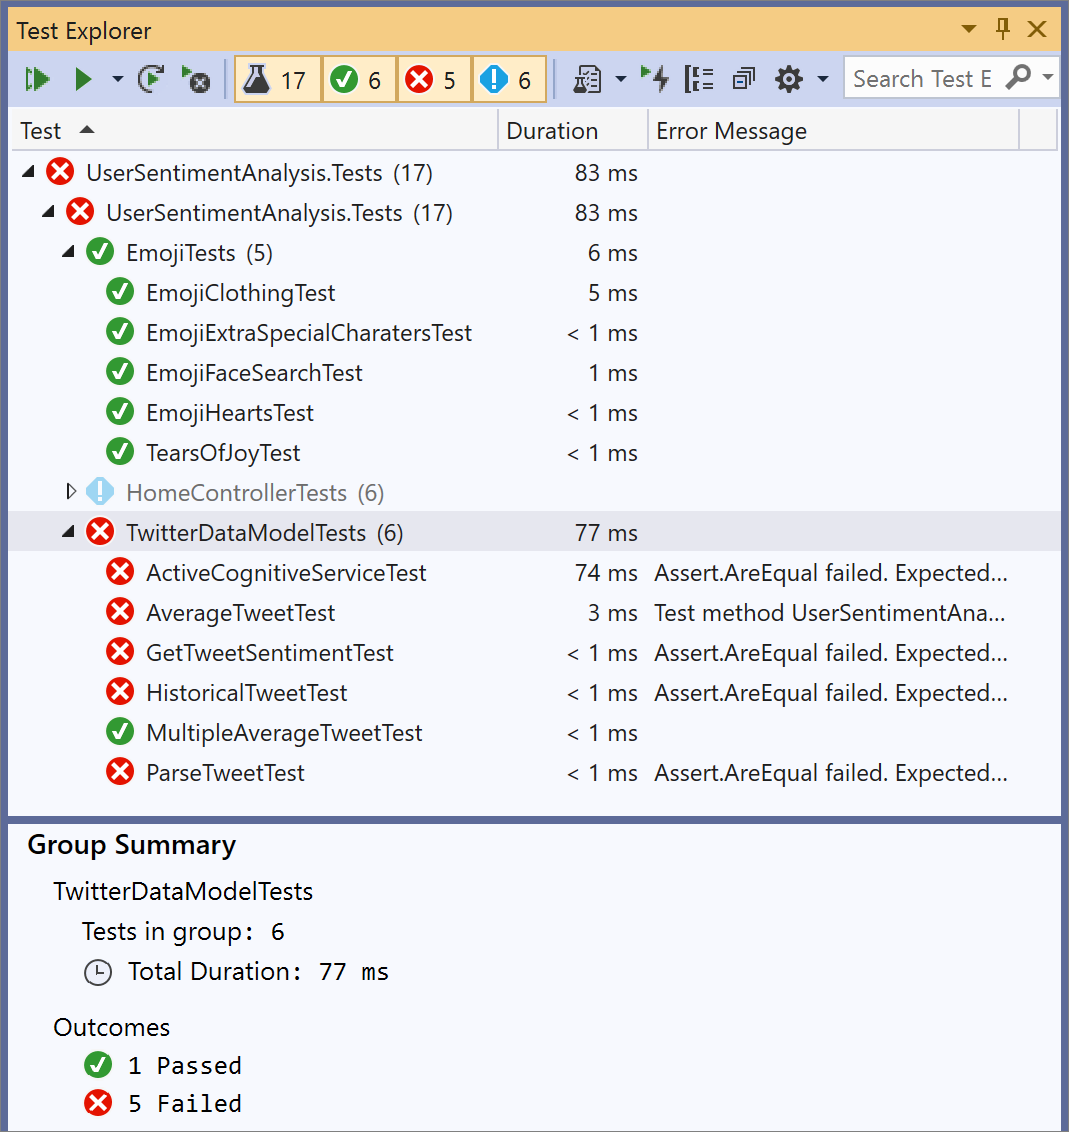 Test Explorer
17 6 5 6 Search Test E
Test Duration Error Message
UserSentimentAnalysis.Tests (17) 83 ms
UserSentimentAnalysis.Tests (17) 83 ms
EmojiTests (5) 6 ms
EmojiClothingTest 5 ms
EmojiExtraSpecialCharatersTest < 1 ms
EmojiFaceSearchTest 1 ms
EmojiHeartsTest < 1 ms
TearsOfJoyTest < 1 ms
HomeControllerTests (6)
TwitterDataModelTests (6) 77 ms
ActiveCognitiveServiceTest 74 ms Assert.AreEqual failed. Expected...
AverageTweetTest 3 ms Test method UserSentimentAna...
GetTweetSentimentTest < 1 ms Assert.AreEqual failed. Expected...
HistoricalTweetTest < 1 ms Assert.AreEqual failed. Expected...
MultipleAverageTweetTest < 1 ms
ParseTweetTest < 1 ms Assert.AreEqual failed. Expected...
Group Summary
TwitterDataModelTests
Tests in group: 6
Total Duration: 77 ms
Outcomes
1 Passed
5 Failed